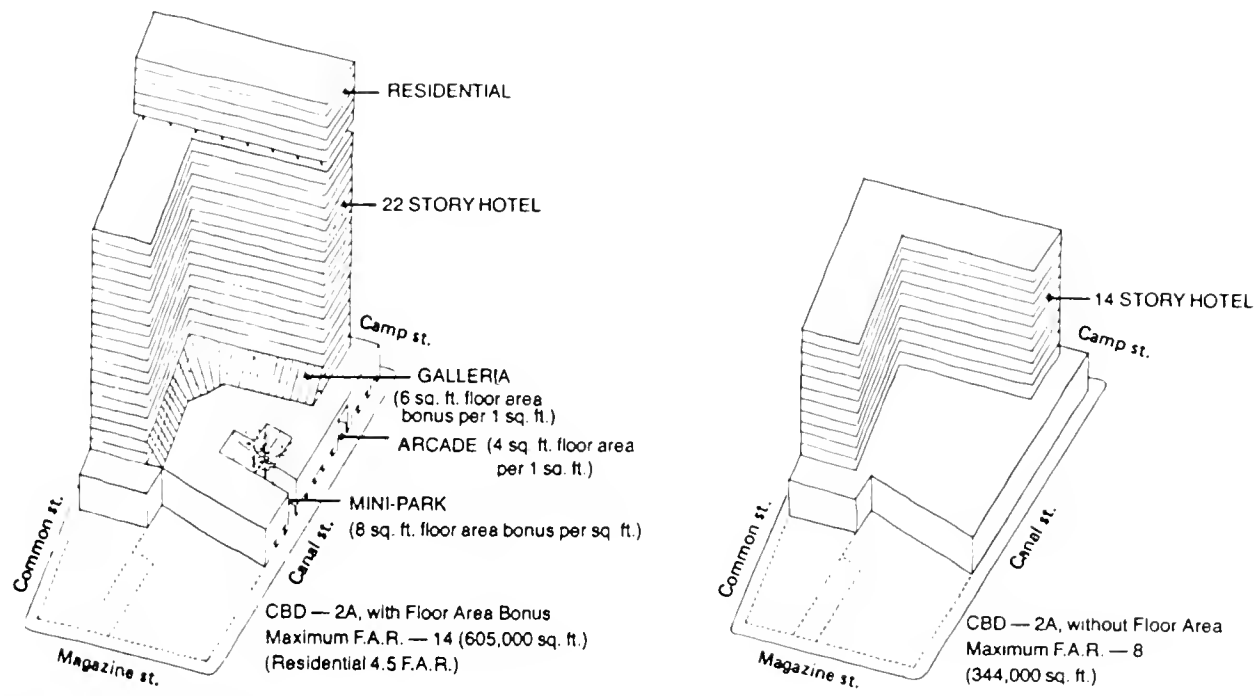 RESIDENTIAL
22 STORY HOTEL
Camp st.
GALLERIA
(6 sq. ft. floor area
bonus per 1 sq. ft.)
ARCADE (4 sq ft. floor area
per 1 sq. ft.)
MINI-PARK
(8 sq. ft. floor area bonus per sq ft.)
Common st.
Canal st.
Magazine st.
CBD — 2A, with Floor Area Bonus
Maximum F.A.R. — 14 (605,000 sq. ft.)
(Residential 4.5 F.A.R.)
14 STORY HOTEL
Camp st.
Common st.
Canal st.
Magazine st.
CBD — 2A, without Floor Area
Maximum F.A.R. — 8
(344,000 sq. ft.)